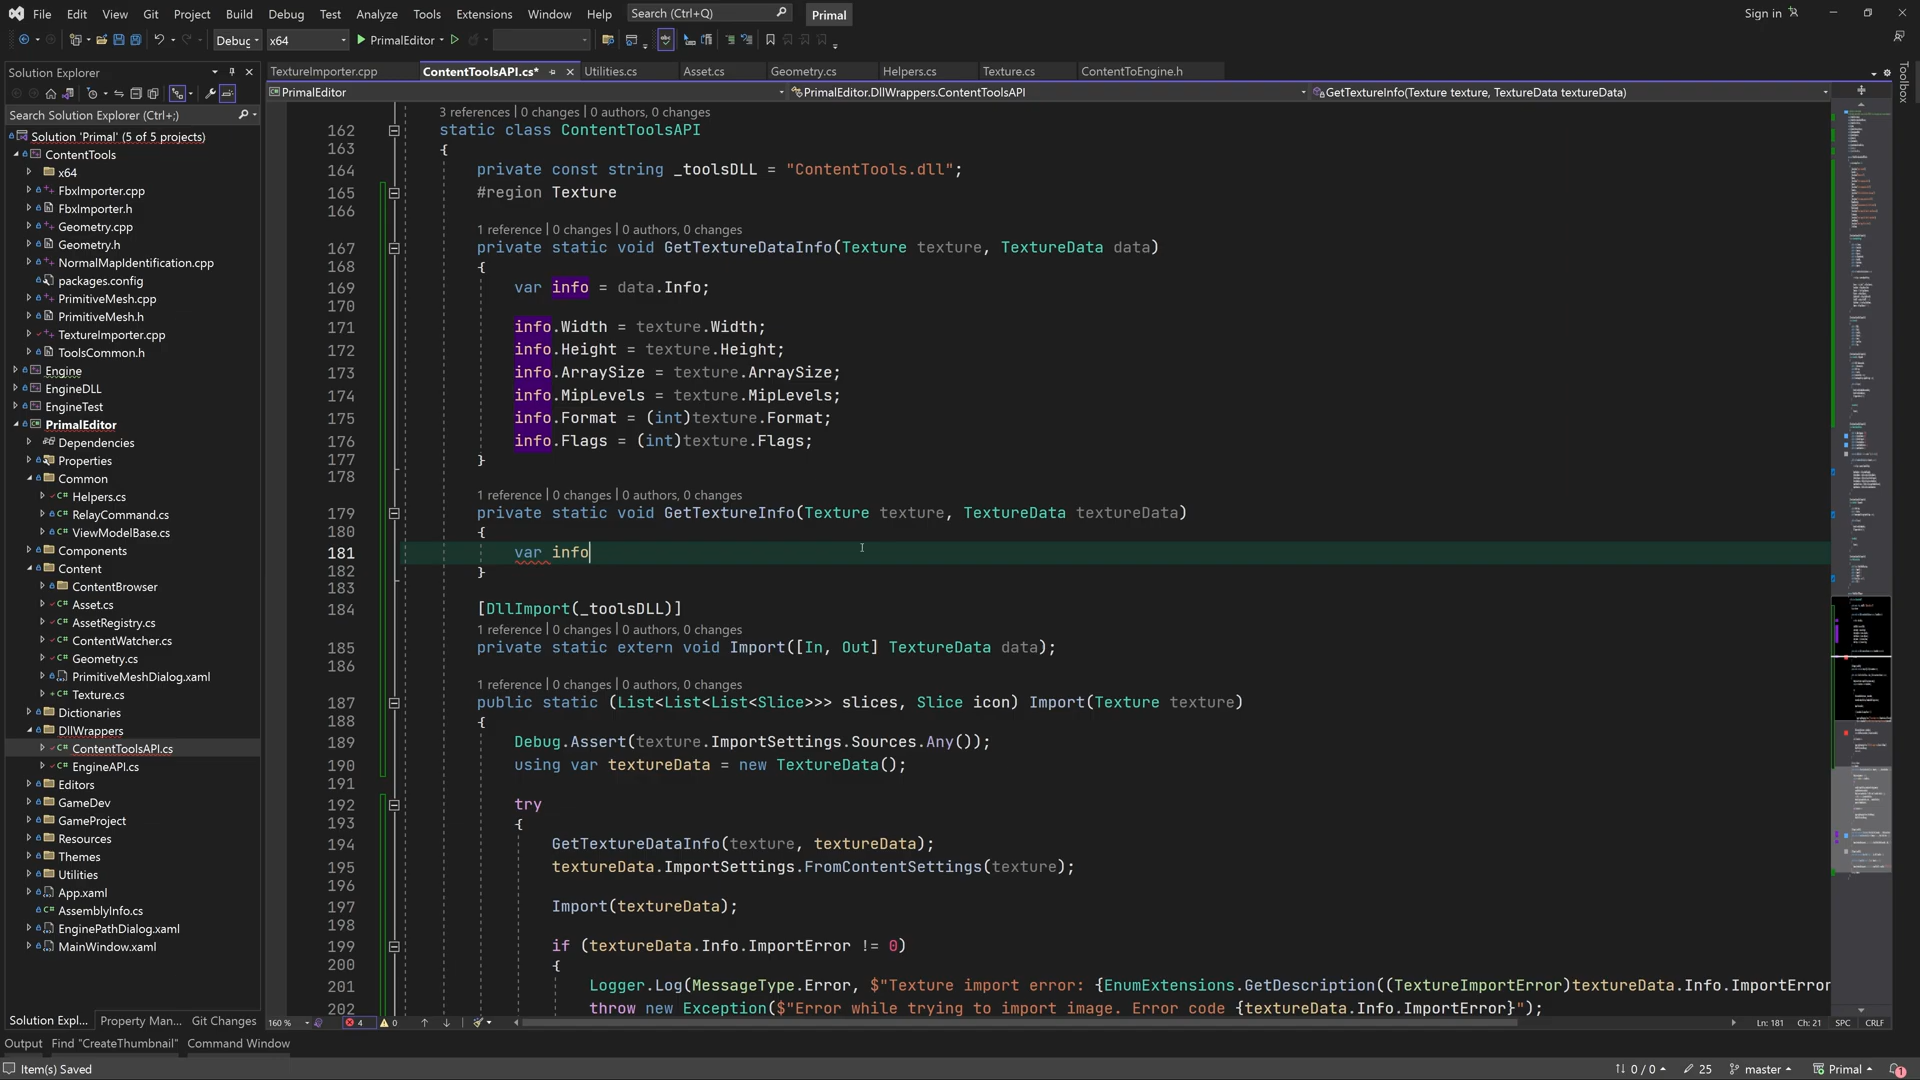 File Edit View Git Project Build Debug Test Analyze Tools Extensions Window Help Search (Ctrl+Q) Primal Sign in
Debug x64 PrimalEditor
Solution Explorer
Search Solution Explorer (Ctrl+;)
Solution 'Primal' (5 of 5 projects)
ContentTools
x64
FbxImporter.cpp
FbxImporter.h
Geometry.cpp
Geometry.h
NormalMapIdentification.cpp
packages.config
PrimitiveMesh.cpp
PrimitiveMesh.h
TextureImporter.cpp
ToolsCommon.h
Engine
EngineDLL
EngineTest
PrimalEditor
Dependencies
Properties
Common
Helpers.cs
RelayCommand.cs
ViewModelBase.cs
Components
Content
ContentBrowser
Asset.cs
AssetRegistry.cs
ContentWatcher.cs
Geometry.cs
PrimitiveMeshDialog.xaml
Texture.cs
Dictionaries
DllWrappers
ContentToolsAPI.cs
EngineAPI.cs
Editors
GameDev
GameProject
Resources
Themes
Utilities
App.xaml
AssemblyInfo.cs
EnginePathDialog.xaml
MainWindow.xaml
Solution Expl... Property Man... Git Changes
TextureImporter.cpp ContentToolsAPI.cs* Utilities.cs Asset.cs Geometry.cs Helpers.cs Texture.cs ContentToEngine.h
PrimalEditor PrimalEditor.DllWrappers.ContentToolsAPI GetTextureInfo(Texture texture, TextureData textureData)
Toolbox
3 references | 0 changes | 0 authors, 0 changes
162 static class ContentToolsAPI
163 {
164 private const string _toolsDLL = "ContentTools.dll";
165 #region Texture
166
1 reference | 0 changes | 0 authors, 0 changes
167 private static void GetTextureDataInfo(Texture texture, TextureData data)
168 {
169 var info = data.Info;
170
171 info.Width = texture.Width;
172 info.Height = texture.Height;
173 info.ArraySize = texture.ArraySize;
174 info.MipLevels = texture.MipLevels;
175 info.Format = (int)texture.Format;
176 info.Flags = (int)texture.Flags;
177 }
178
1 reference | 0 changes | 0 authors, 0 changes
179 private static void GetTextureInfo(Texture texture, TextureData textureData)
180 {
181 var info
182 }
183
184 [DllImport(_toolsDLL)]
1 reference | 0 changes | 0 authors, 0 changes
185 private static extern void Import([In, Out] TextureData data);
186
1 reference | 0 changes | 0 authors, 0 changes
187 public static (List<List<List<Slice>>> slices, Slice icon) Import(Texture texture)
188 {
189 Debug.Assert(texture.ImportSettings.Sources.Any());
190 using var textureData = new TextureData();
191
192 try
193 {
194 GetTextureDataInfo(texture, textureData);
195 textureData.ImportSettings.FromContentSettings(texture);
196
197 Import(textureData);
198
199 if (textureData.Info.ImportError != 0)
200 {
201 Logger.Log(MessageType.Error, $"Texture import error: {EnumExtensions.GetDescription((TextureImportError)textureData.Info.ImportError
202 throw new Exception($"Error while trying to import image. Error code {textureData.Info.ImportError}");
160 % 4 0 Ln: 181 Ch: 21 SPC CRLF
Output Find "CreateThumbnail" Command Window
Item(s) Saved 0 / 0 25 master Primal 1